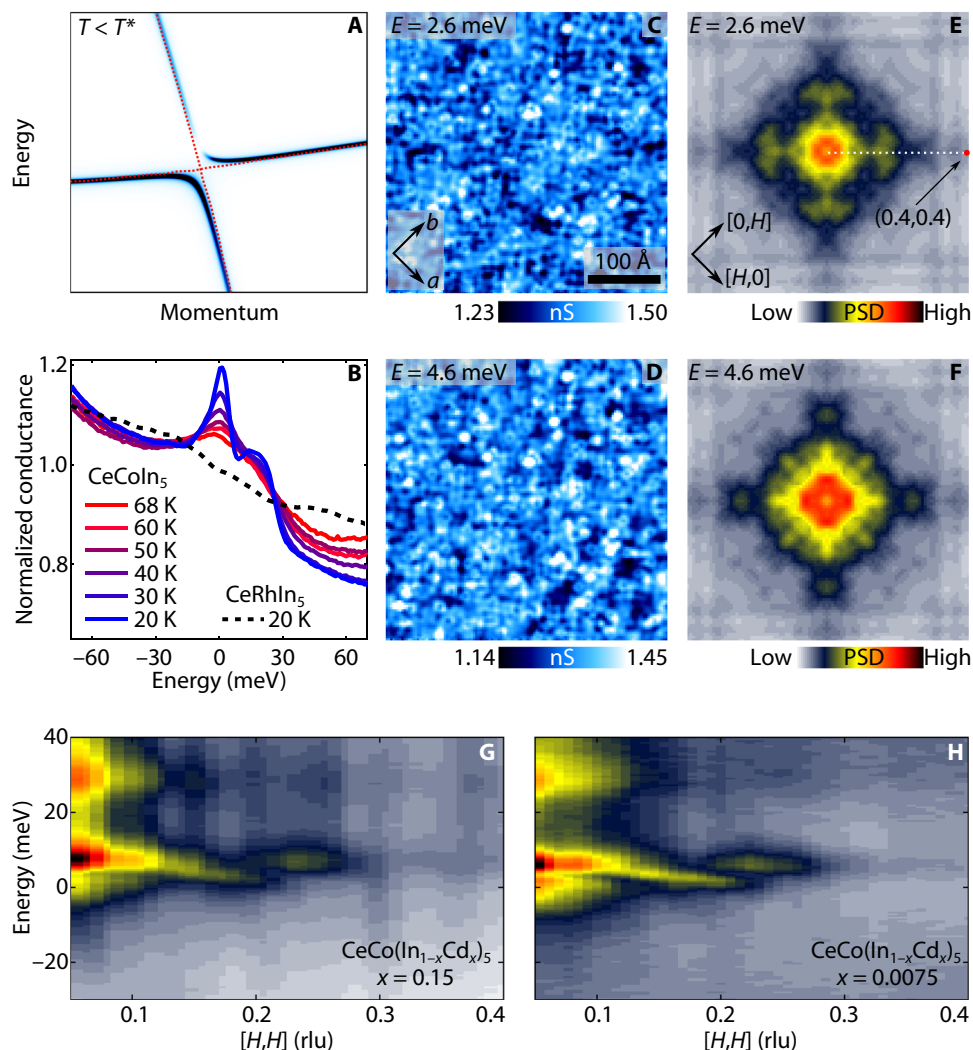 T < T*
A
Energy
Momentum
E = 2.6 meV
C
b
a
100 Å
1.23
nS
1.50
E = 2.6 meV
E
(0.4,0.4)
[0,H]
[H,0]
Low
PSD
High
1.2
1.0
0.8
Normalized conductance
B
CeCoIn5
68 K
60 K
50 K
40 K
30 K
20 K
CeRhIn5
20 K
−60
−30
0
30
60
Energy (meV)
E = 4.6 meV
D
1.14
nS
1.45
E = 4.6 meV
F
Low
PSD
High
40
20
0
−20
Energy (meV)
G
CeCo(In1−xCdx)5
x = 0.15
0.1
0.2
0.3
0.4
[H,H] (rlu)
H
CeCo(In1−xCdx)5
x = 0.0075
0.1
0.2
0.3
0.4
[H,H] (rlu)